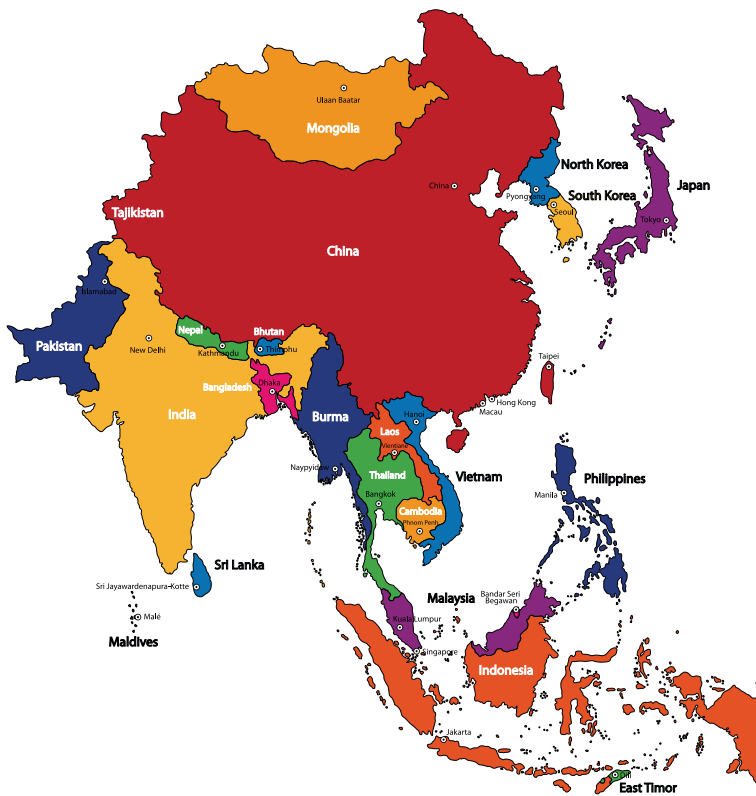 Ulaan Baatar
Mongolia
North Korea
China
Pyongyang
South Korea
Japan
Seoul
Tokyo
Tajikistan
China
Islamabad
Nepal
Bhutan
Pakistan
New Delhi
Kathmandu
Thimphu
Taipei
Dhaka
Bangladesh
Hong Kong
Macau
India
Burma
Hanoi
Laos
Vientiane
Naypyidew
Thailand
Vietnam
Philippines
Bangkok
Manila
Cambodia
Phnom Penh
Sri Lanka
Sri Jayawardenapura-Kotte
Malaysia
Bandar Seri
Begawan
Malé
Kuala Lumpur
Maldives
Singapore
Indonesia
Jakarta
Dili
East Timor